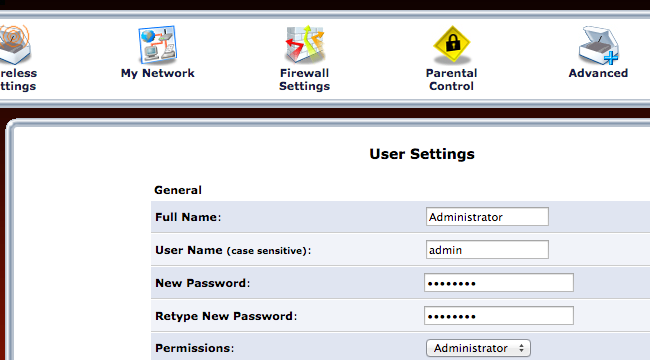 reless
ttings
My Network
Firewall
Settings
Parental
Control
Advanced
User Settings
General
Full Name:
Administrator
User Name (case sensitive):
admin
New Password:
••••••••
Retype New Password:
••••••••
Permissions:
Administrator